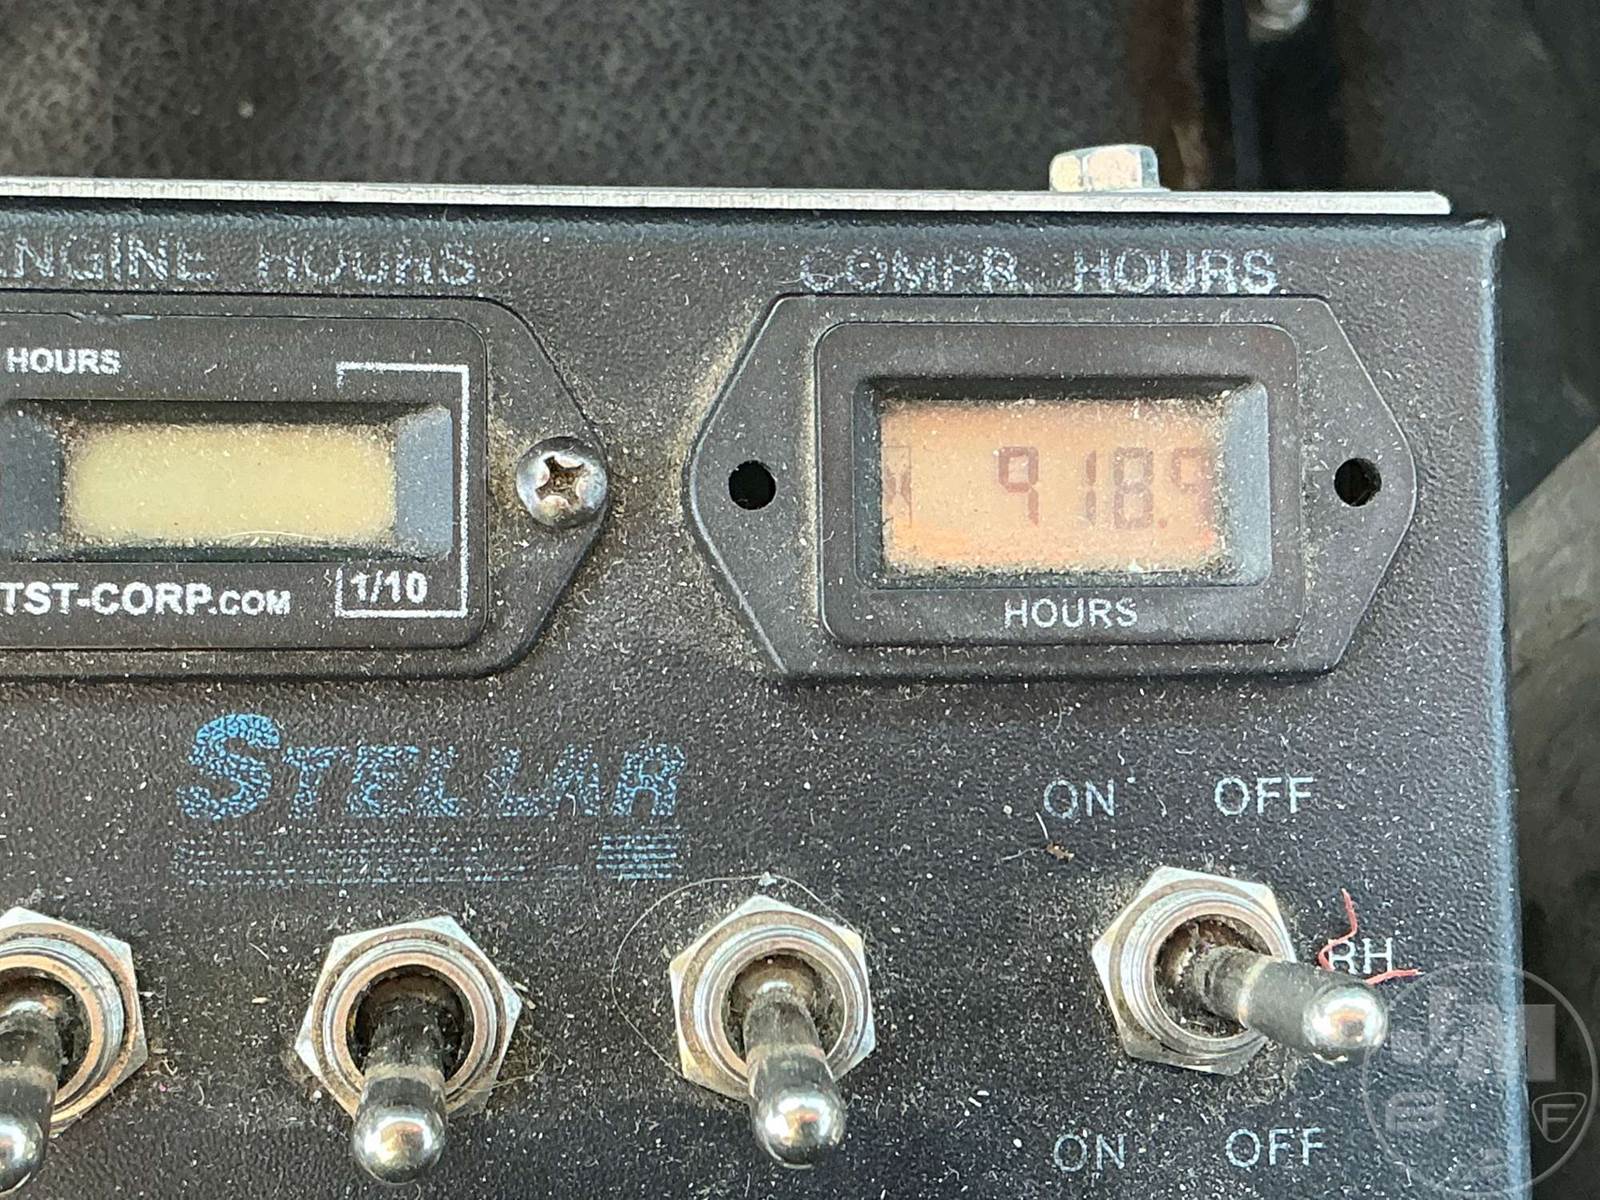 ENGINE HOURS
COMPR. HOURS
HOURS
918.9
1/10
TST-CORP.COM
HOURS
STELLAR
ON OFF
RH
ON OFF